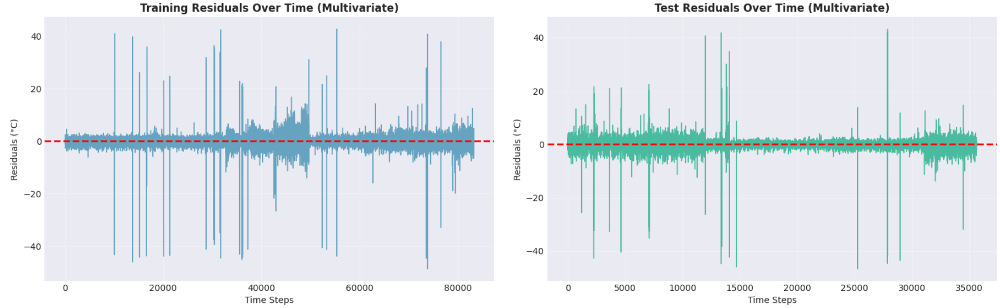 Training Residuals Over Time (Multivariate)
Residuals (°C)
40
20
0
−20
−40
0 20000 40000 60000 80000
Time Steps
Test Residuals Over Time (Multivariate)
Residuals (°C)
40
20
0
−20
−40
0 5000 10000 15000 20000 25000 30000 35000
Time Steps